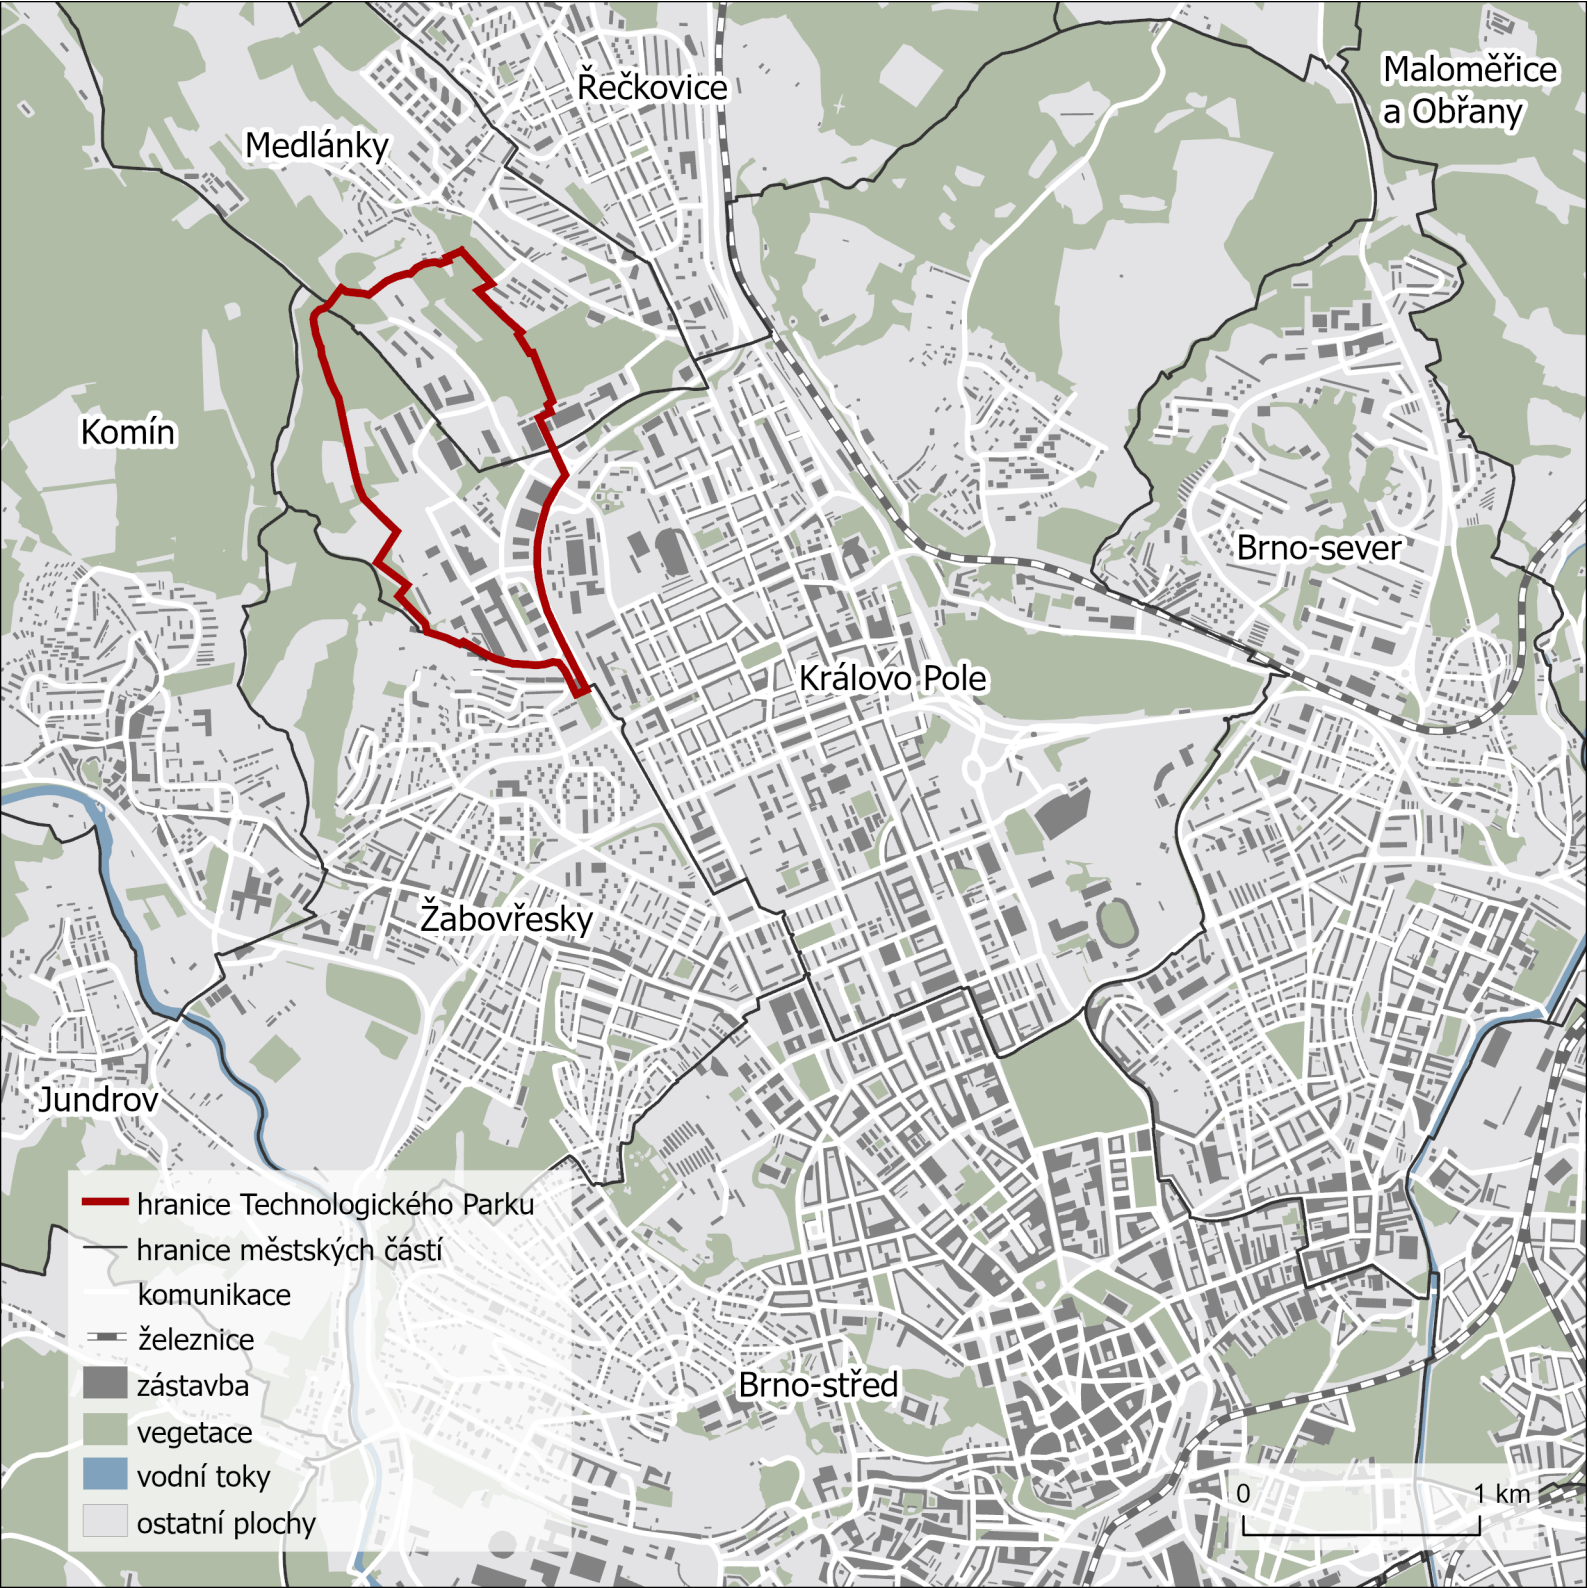 Řečkovice
Maloměřice
a Obřany
Medlánky
Komín
Brno-sever
Královo Pole
Žabovřesky
Jundrov
Brno-střed
hranice Technologického Parku
hranice městských částí
komunikace
železnice
zástavba
vegetace
vodní toky
ostatní plochy
0 1 km